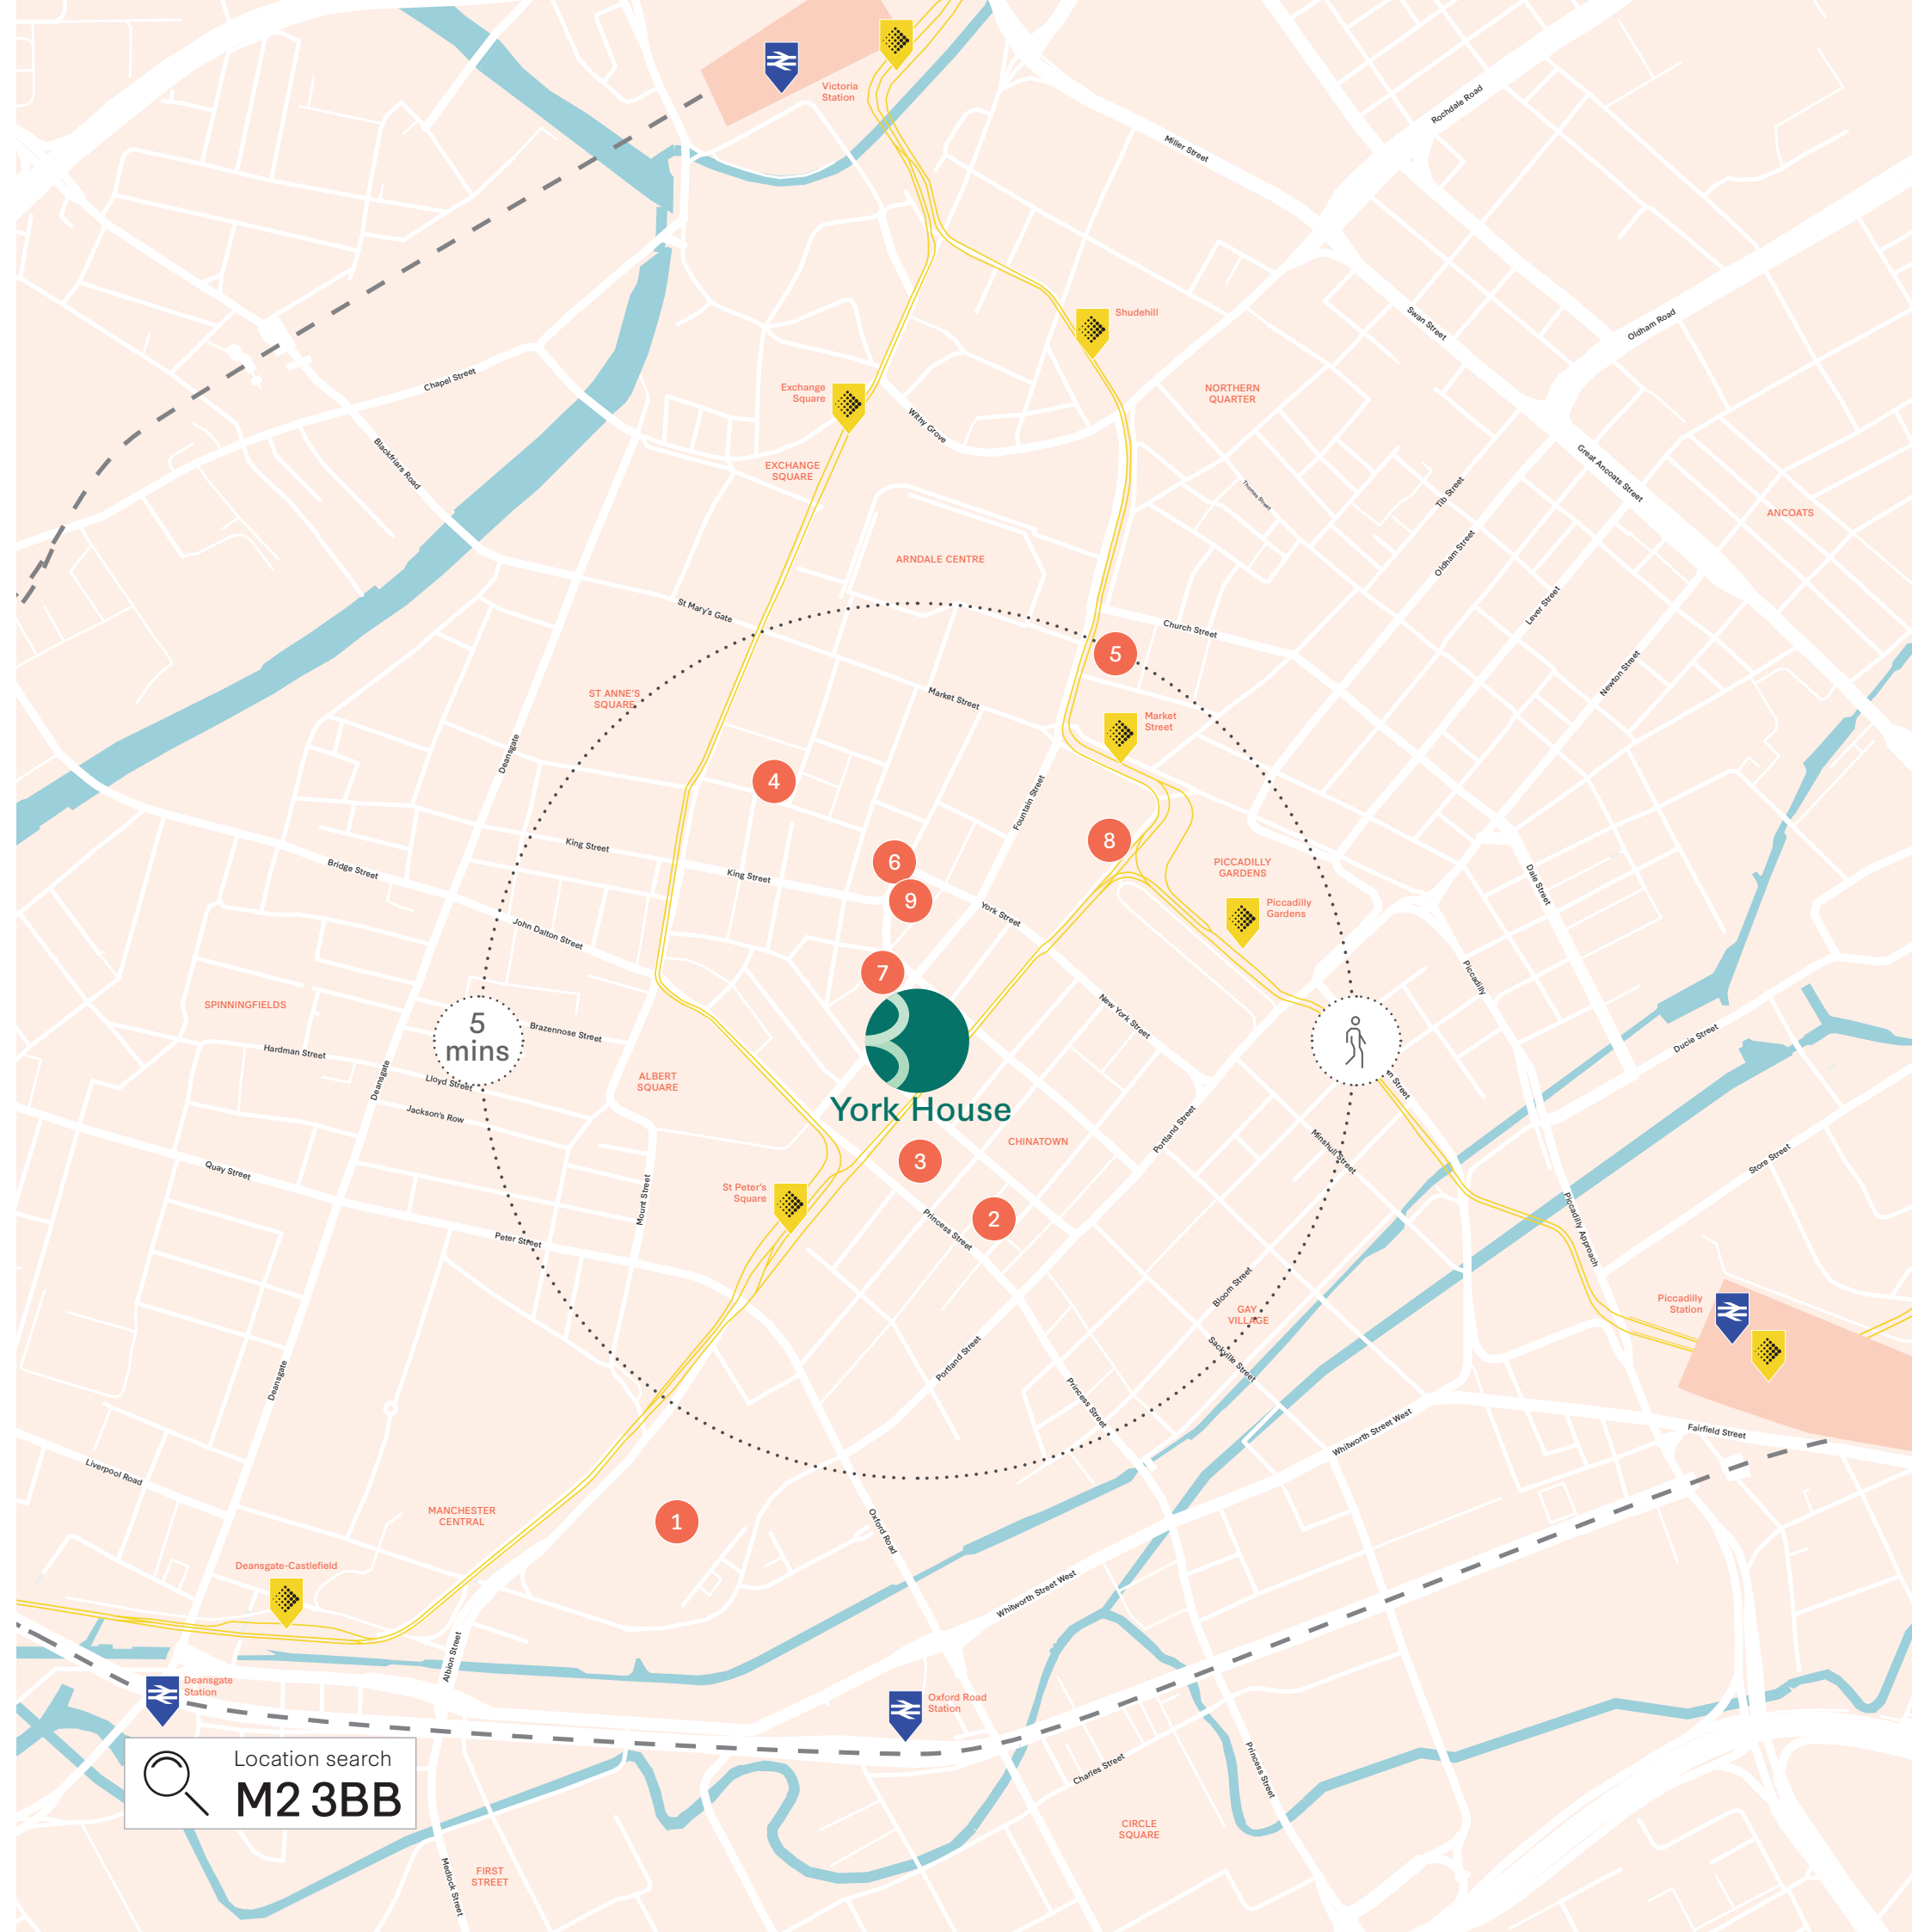 Victoria
Station
Rochdale Road
Miller Street
Shudehill
Swan Street
Oldham Road
Chapel Street
Exchange
Square
NORTHERN
QUARTER
Withy Grove
Blackfriars Road
EXCHANGE
SQUARE
Great Ancoats Street
Tib Street
Thomas Street
ANCOATS
ARNDALE CENTRE
Oldham Street
St Mary's Gate
Lever Street
Church Street
5
ST ANNE'S
SQUARE
Market Street
Newton Street
Market
Street
Deansgate
4
Fountain Street
8
King Street
6
PICCADILLY
GARDENS
Bridge Street
King Street
Dale Street
9
York Street
Piccadilly
Gardens
John Dalton Street
7
Piccadilly
SPINNINGFIELDS
5
mins
New York Street
Brazennose Street
Ducie Street
Hardman Street
Lloyd Street
Deansgate
ALBERT
SQUARE
n Street
Jackson's Row
York House
Portland Street
CHINATOWN
Minshull Street
Quay Street
3
Store Street
St Peter's
Square
Mount Street
2
Princess Street
Peter Street
Piccadilly Approach
Bloom Street
GAY
VILLAGE
Piccadilly
Station
Sackville Street
Portland Street
Deansgate
Princess Street
Whitworth Street West
Fairfield Street
Liverpool Road
MANCHESTER
CENTRAL
1
Oxford Road
Deansgate-Castlefield
Whitworth Street West
Albion Street
Deansgate
Station
Oxford Road
Station
Location search
M2 3BB
Charles Street
Princess Street
CIRCLE
SQUARE
FIRST
STREET
Medlock Street